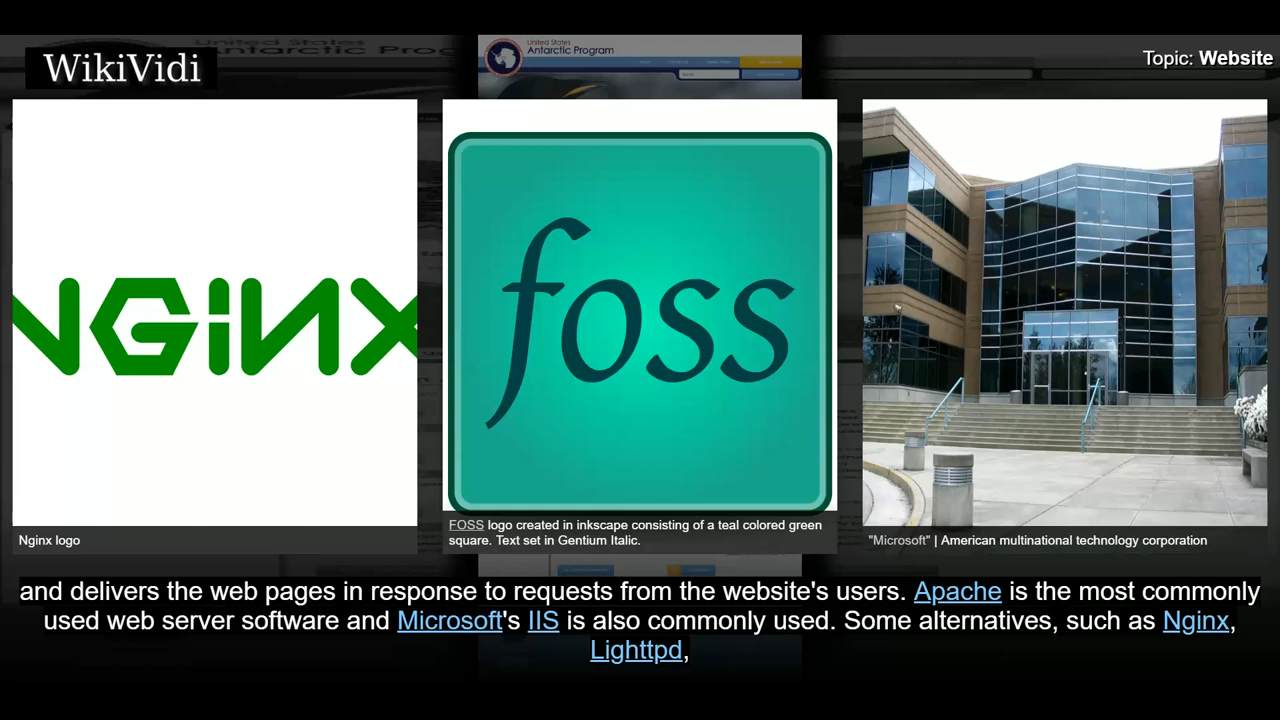 United States
Antarctic Program
WikiVidi
Topic: Website
NGiNX
foss
Nginx logo
FOSS logo created in inkscape consisting of a teal colored green
square. Text set in Gentium Italic.
"Microsoft" | American multinational technology corporation
and delivers the web pages in response to requests from the website's users. Apache is the most commonly
used web server software and Microsoft's IIS is also commonly used. Some alternatives, such as Nginx,
Lighttpd,